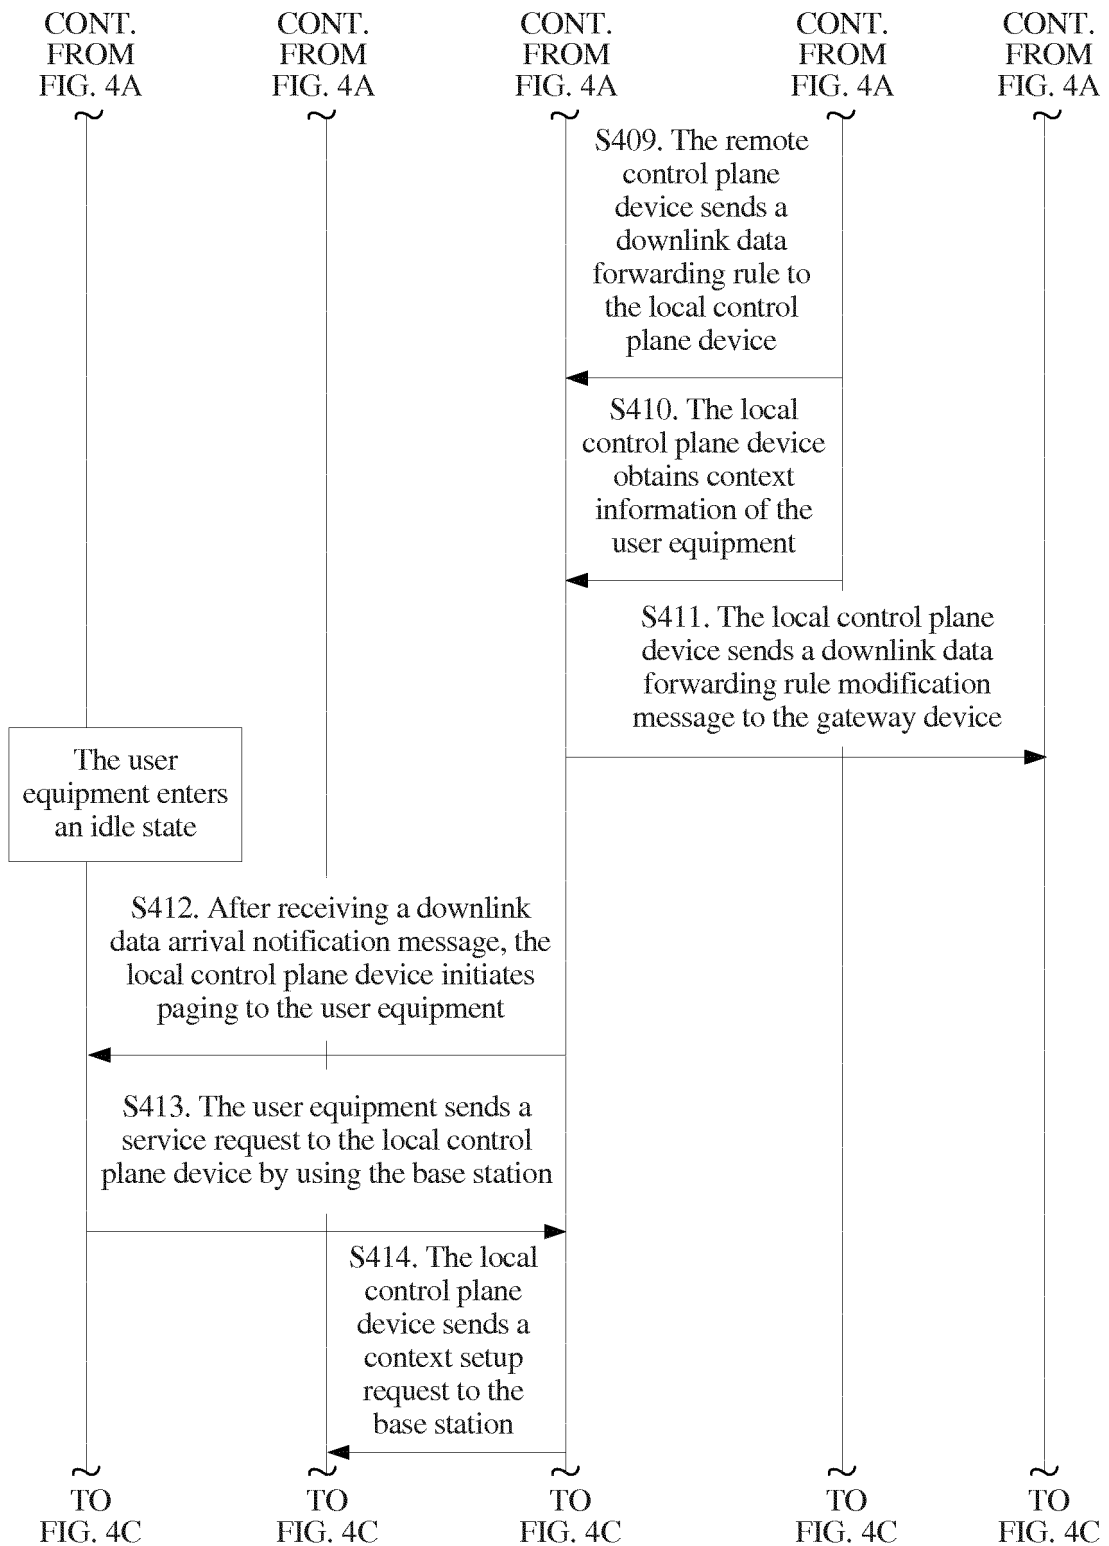 CONT.
FROM
FIG. 4A
CONT.
FROM
FIG. 4A
CONT.
FROM
FIG. 4A
CONT.
FROM
FIG. 4A
CONT.
FROM
FIG. 4A
S409. The remote
control plane
device sends a
downlink data
forwarding rule to
the local control
plane device
S410. The local
control plane device
obtains context
information of the
user equipment
S411. The local control plane
device sends a downlink data
forwarding rule modification
message to the gateway device
The user
equipment enters
an idle state
S412. After receiving a downlink
data arrival notification message, the
local control plane device initiates
paging to the user equipment
S413. The user equipment sends a
service request to the local control
plane device by using the base station
S414. The local
control plane
device sends a
context setup
request to the
base station
TO
FIG. 4C
TO
FIG. 4C
TO
FIG. 4C
TO
FIG. 4C
TO
FIG. 4C